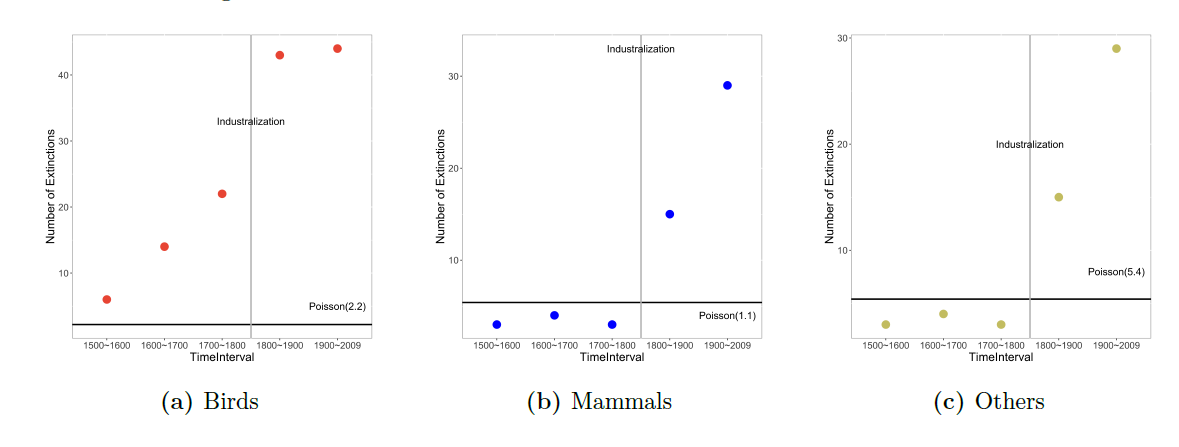 40
30
20
10
Number of Extinctions
Industralization
Poisson(2.2)
1500~1600 1600~1700 1700~1800 1800~1900 1900~2009
TimeInterval
(a) Birds
30
20
10
Number of Extinctions
Industralization
Poisson(1.1)
1500~1600 1600~1700 1700~1800 1800~1900 1900~2009
TimeInterval
(b) Mammals
30
20
10
Number of Extinctions
Industralization
Poisson(5.4)
1500~1600 1600~1700 1700~1800 1800~1900 1900~2009
TimeInterval
(c) Others